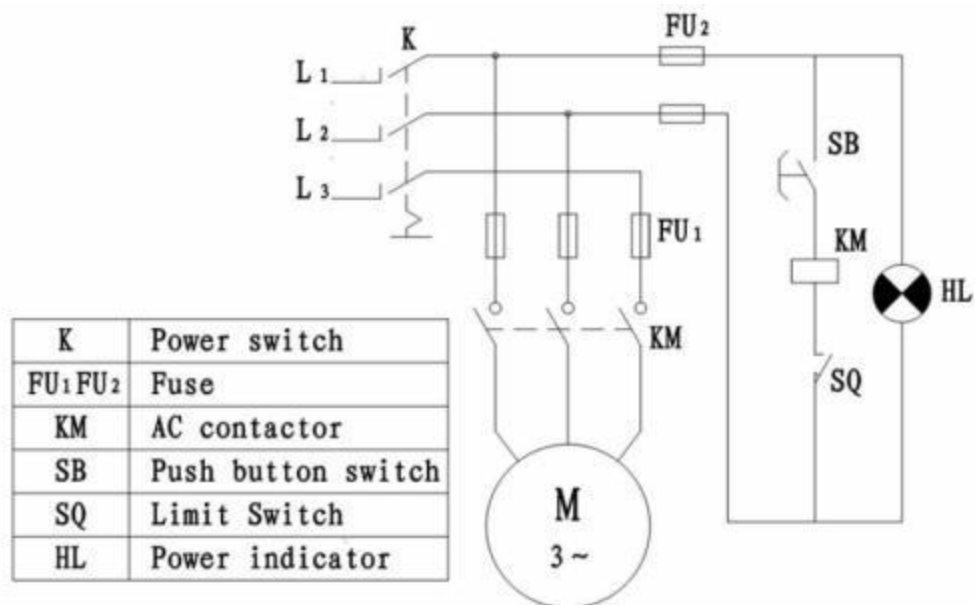 K
FU₂
L₁
L₂
L₃
SB
FU₁
KM
HL
KM
SQ
M
3~
K Power switch
FU₁FU₂ Fuse
KM AC contactor
SB Push button switch
SQ Limit Switch
HL Power indicator